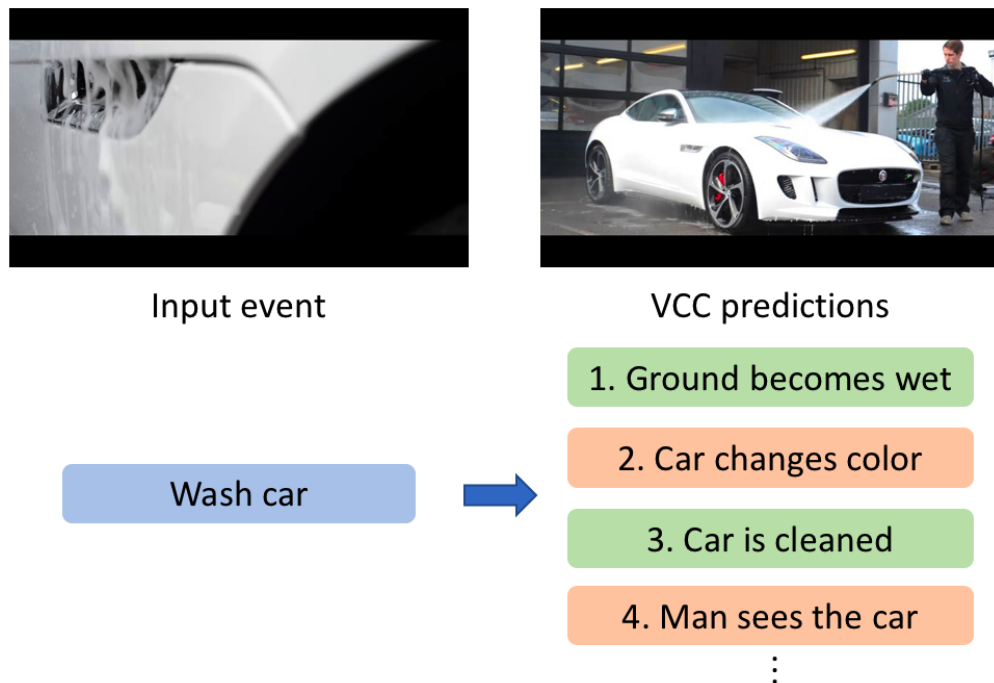 Input event
VCC predictions
1. Ground becomes wet
2. Car changes color
Wash car
3. Car is cleaned
4. Man sees the car
⋮